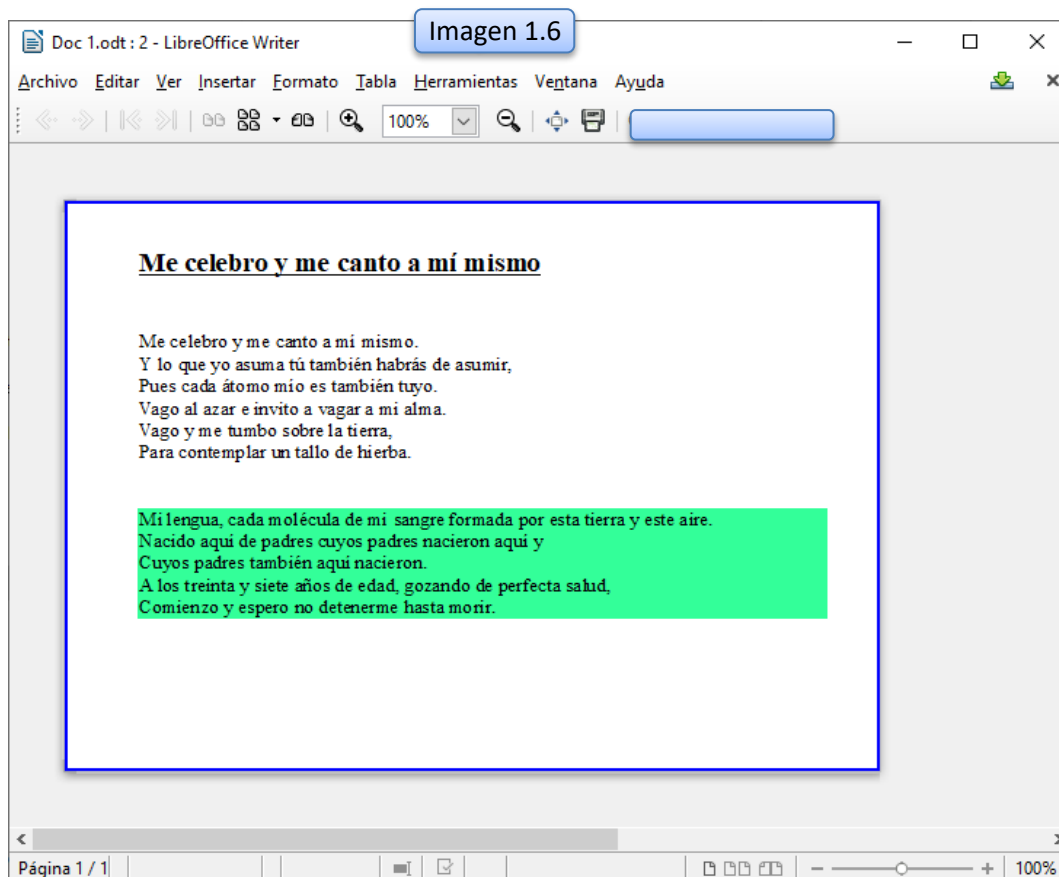 Imagen 1.6
Doc 1.odt : 2 - LibreOffice Writer
Archivo Editar Ver Insertar Formato Tabla Herramientas Ventana Ayuda
100%
Me celebro y me canto a mí mismo
Me celebro y me canto a mí mismo.
Y lo que yo asuma tú también habrás de asumir,
Pues cada átomo mío es también tuyo.
Vago al azar e invito a vagar a mi alma.
Vago y me tumbo sobre la tierra,
Para contemplar un tallo de hierba.
Mi lengua, cada molécula de mi sangre formada por esta tierra y este aire.
Nacido aquí de padres cuyos padres nacieron aquí y
Cuyos padres también aquí nacieron.
A los treinta y siete años de edad, gozando de perfecta salud,
Comienzo y espero no detenerme hasta morir.
Página 1 / 1
100%